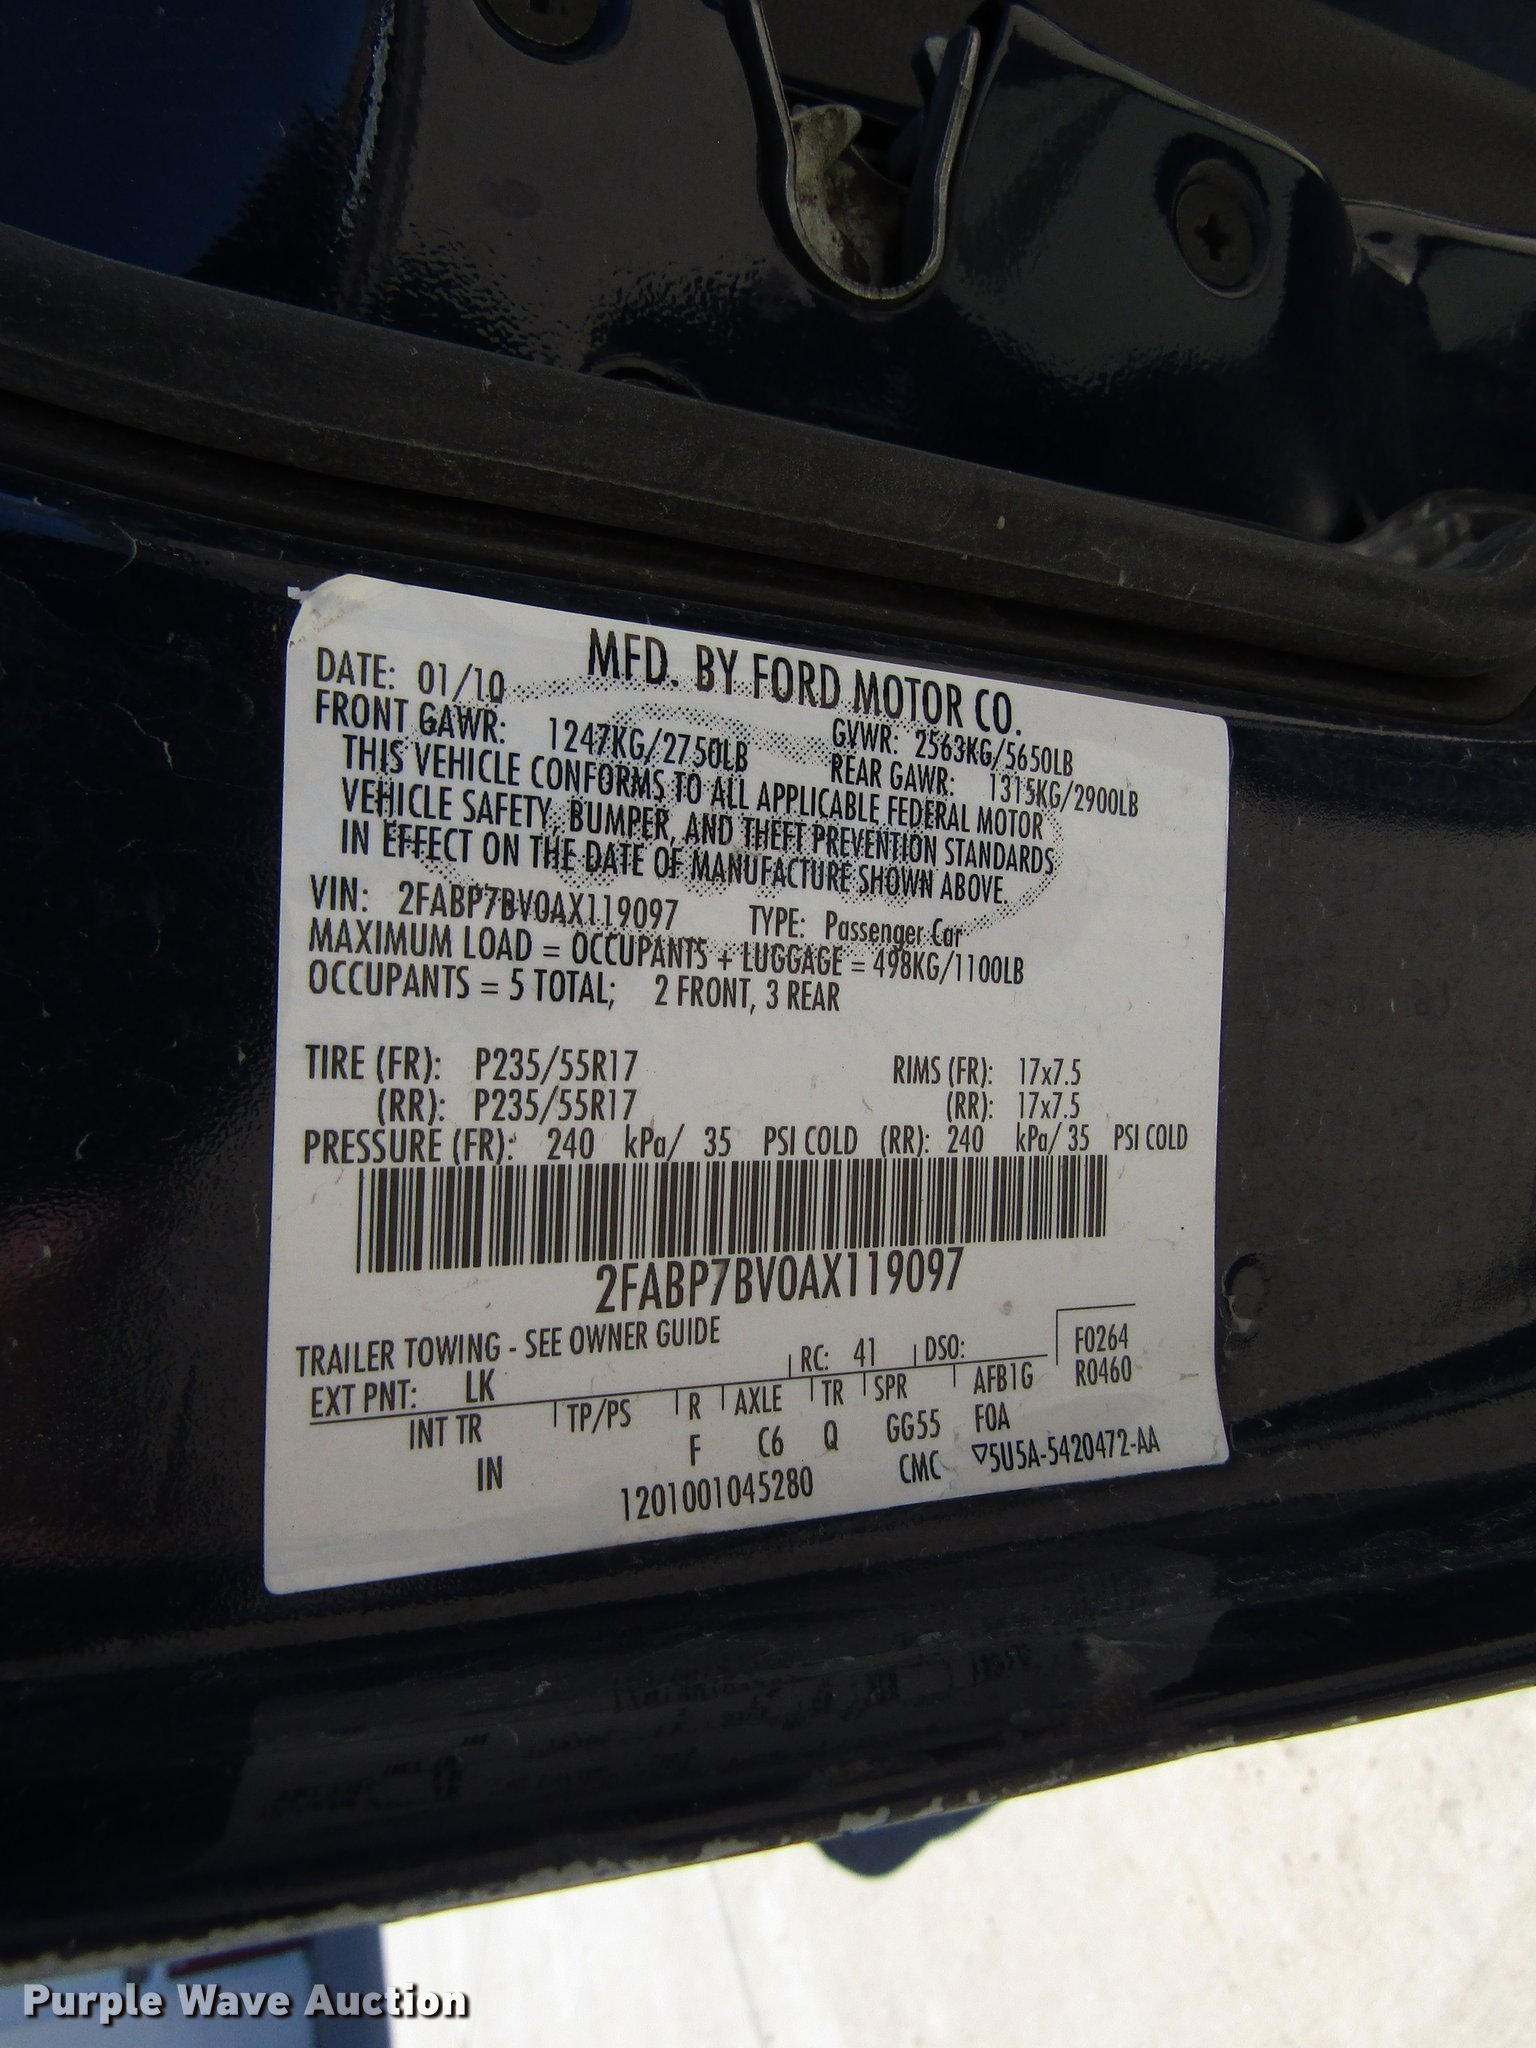 MFD. BY FORD MOTOR CO.
DATE: 01/10
GVWR: 2563KG/5650LB
FRONT GAWR: 1247KG/2750LB
REAR GAWR: 1315KG/2900LB
THIS VEHICLE CONFORMS TO ALL APPLICABLE FEDERAL MOTOR
VEHICLE SAFETY, BUMPER, AND THEFT PREVENTION STANDARDS
IN EFFECT ON THE DATE OF MANUFACTURE SHOWN ABOVE.
VIN: 2FABP7BV0AX119097 TYPE: Passenger Car
MAXIMUM LOAD = OCCUPANTS + LUGGAGE = 498KG/1100LB
OCCUPANTS = 5 TOTAL; 2 FRONT, 3 REAR
TIRE (FR): P235/55R17 RIMS (FR): 17x7.5
(RR): P235/55R17 (RR): 17x7.5
PRESSURE (FR): 240 kPa/ 35 PSI COLD (RR): 240 kPa/ 35 PSI COLD
2FABP7BV0AX119097
TRAILER TOWING - SEE OWNER GUIDE
EXT PNT: LK RC: 41 DSO: F0264
INT TR TP/PS R AXLE TR SPR AFB1G R0460
IN F C6 Q GG55 FOA
1201001045280 CMC ▽5U5A-5420472-AA
Purple Wave Auction